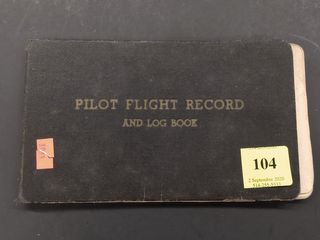 PILOT FLIGHT RECORD
AND LOG BOOK
104
2 September 2020